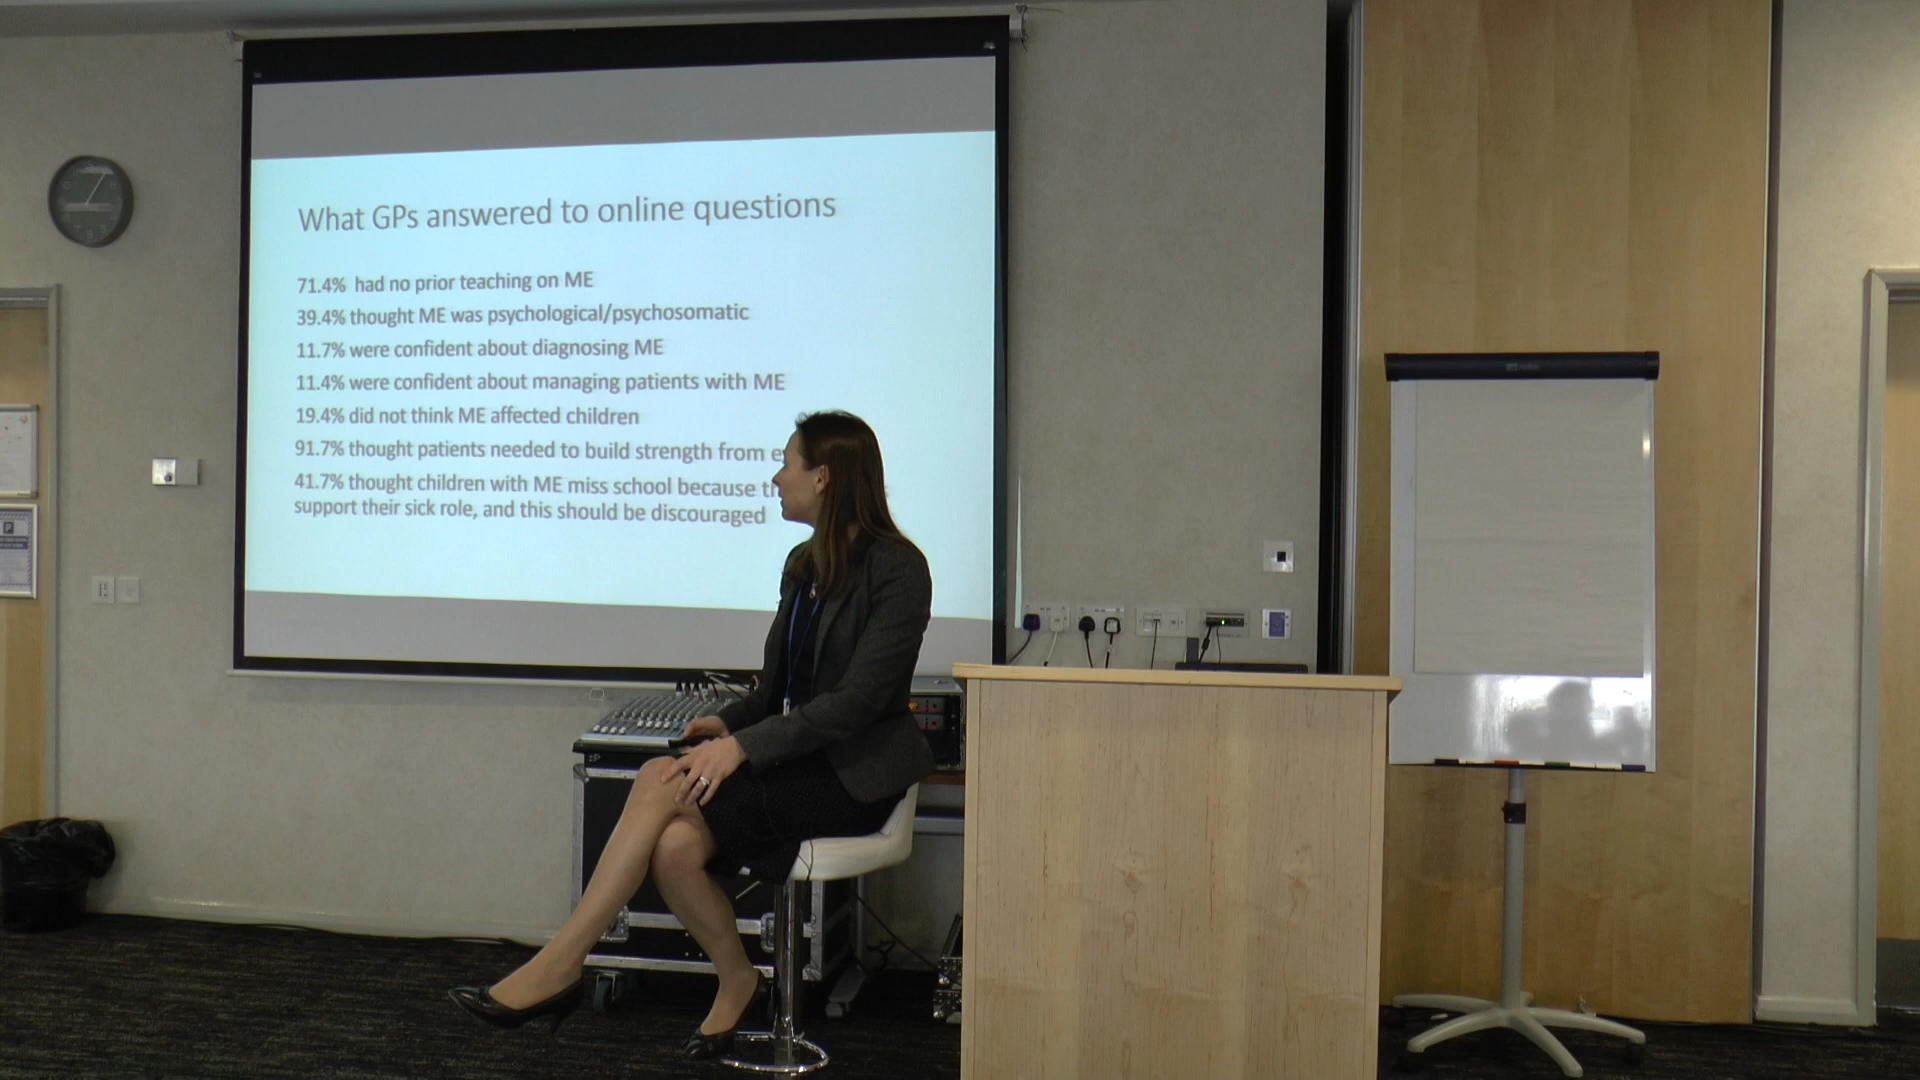 What GPs answered to online questions
71.4% had no prior teaching on ME
39.4% thought ME was psychological/psychosomatic
11.7% were confident about diagnosing ME
11.4% were confident about managing patients with ME
19.4% did not think ME affected children
91.7% thought patients needed to build strength from
41.7% thought children with ME miss school because
support their sick role, and this should be discouraged
P